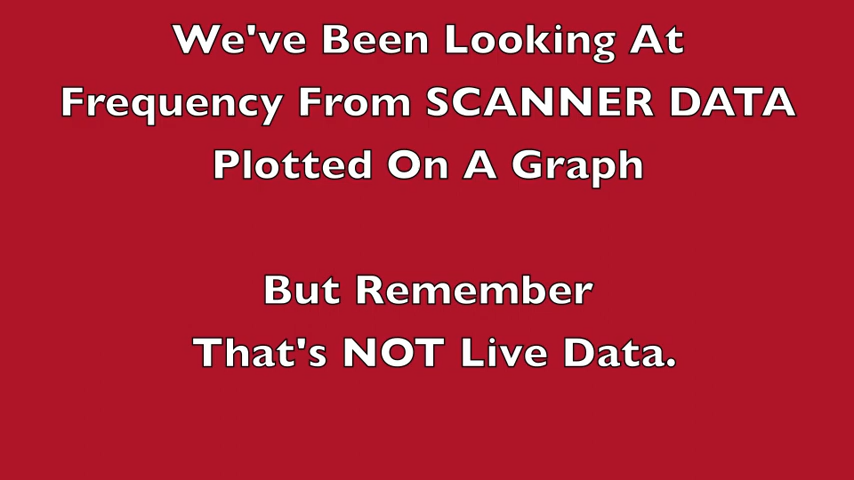 We've Been Looking At
Frequency From SCANNER DATA
Plotted On A Graph
But Remember
That's NOT Live Data.